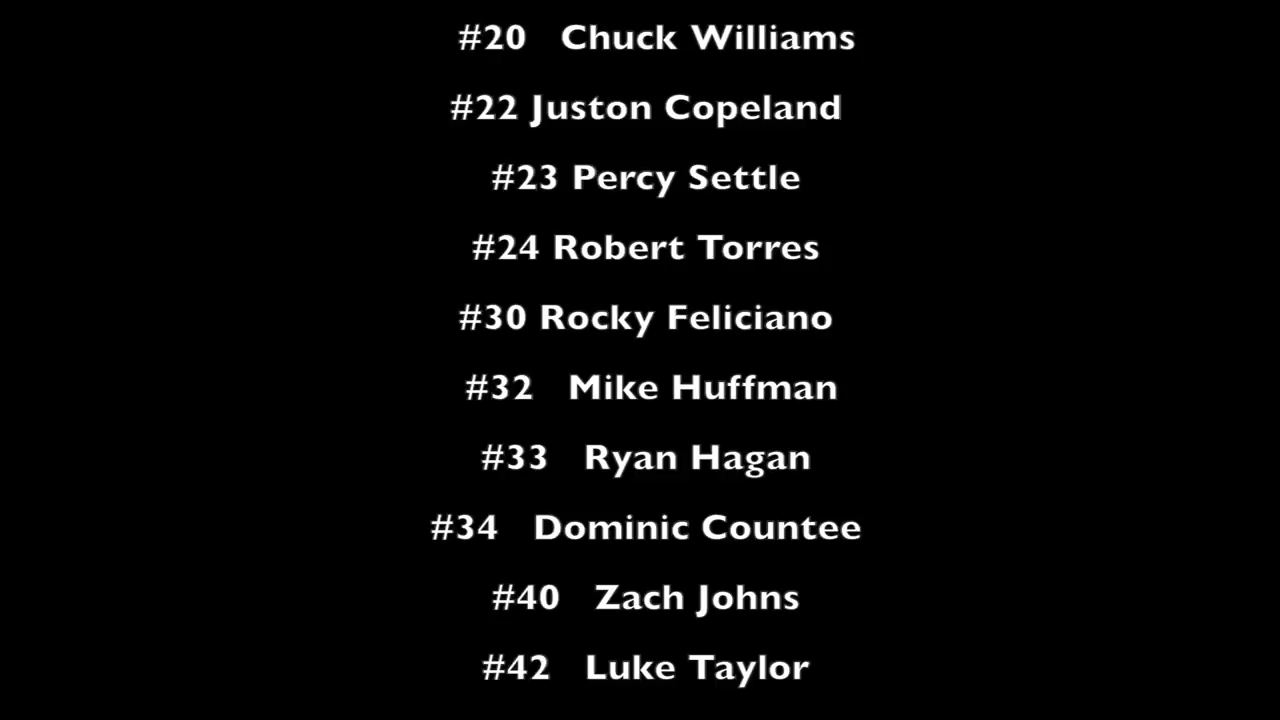 #20 Chuck Williams
#22 Juston Copeland
#23 Percy Settle
#24 Robert Torres
#30 Rocky Feliciano
#32 Mike Huffman
#33 Ryan Hagan
#34 Dominic Countee
#40 Zach Johns
#42 Luke Taylor